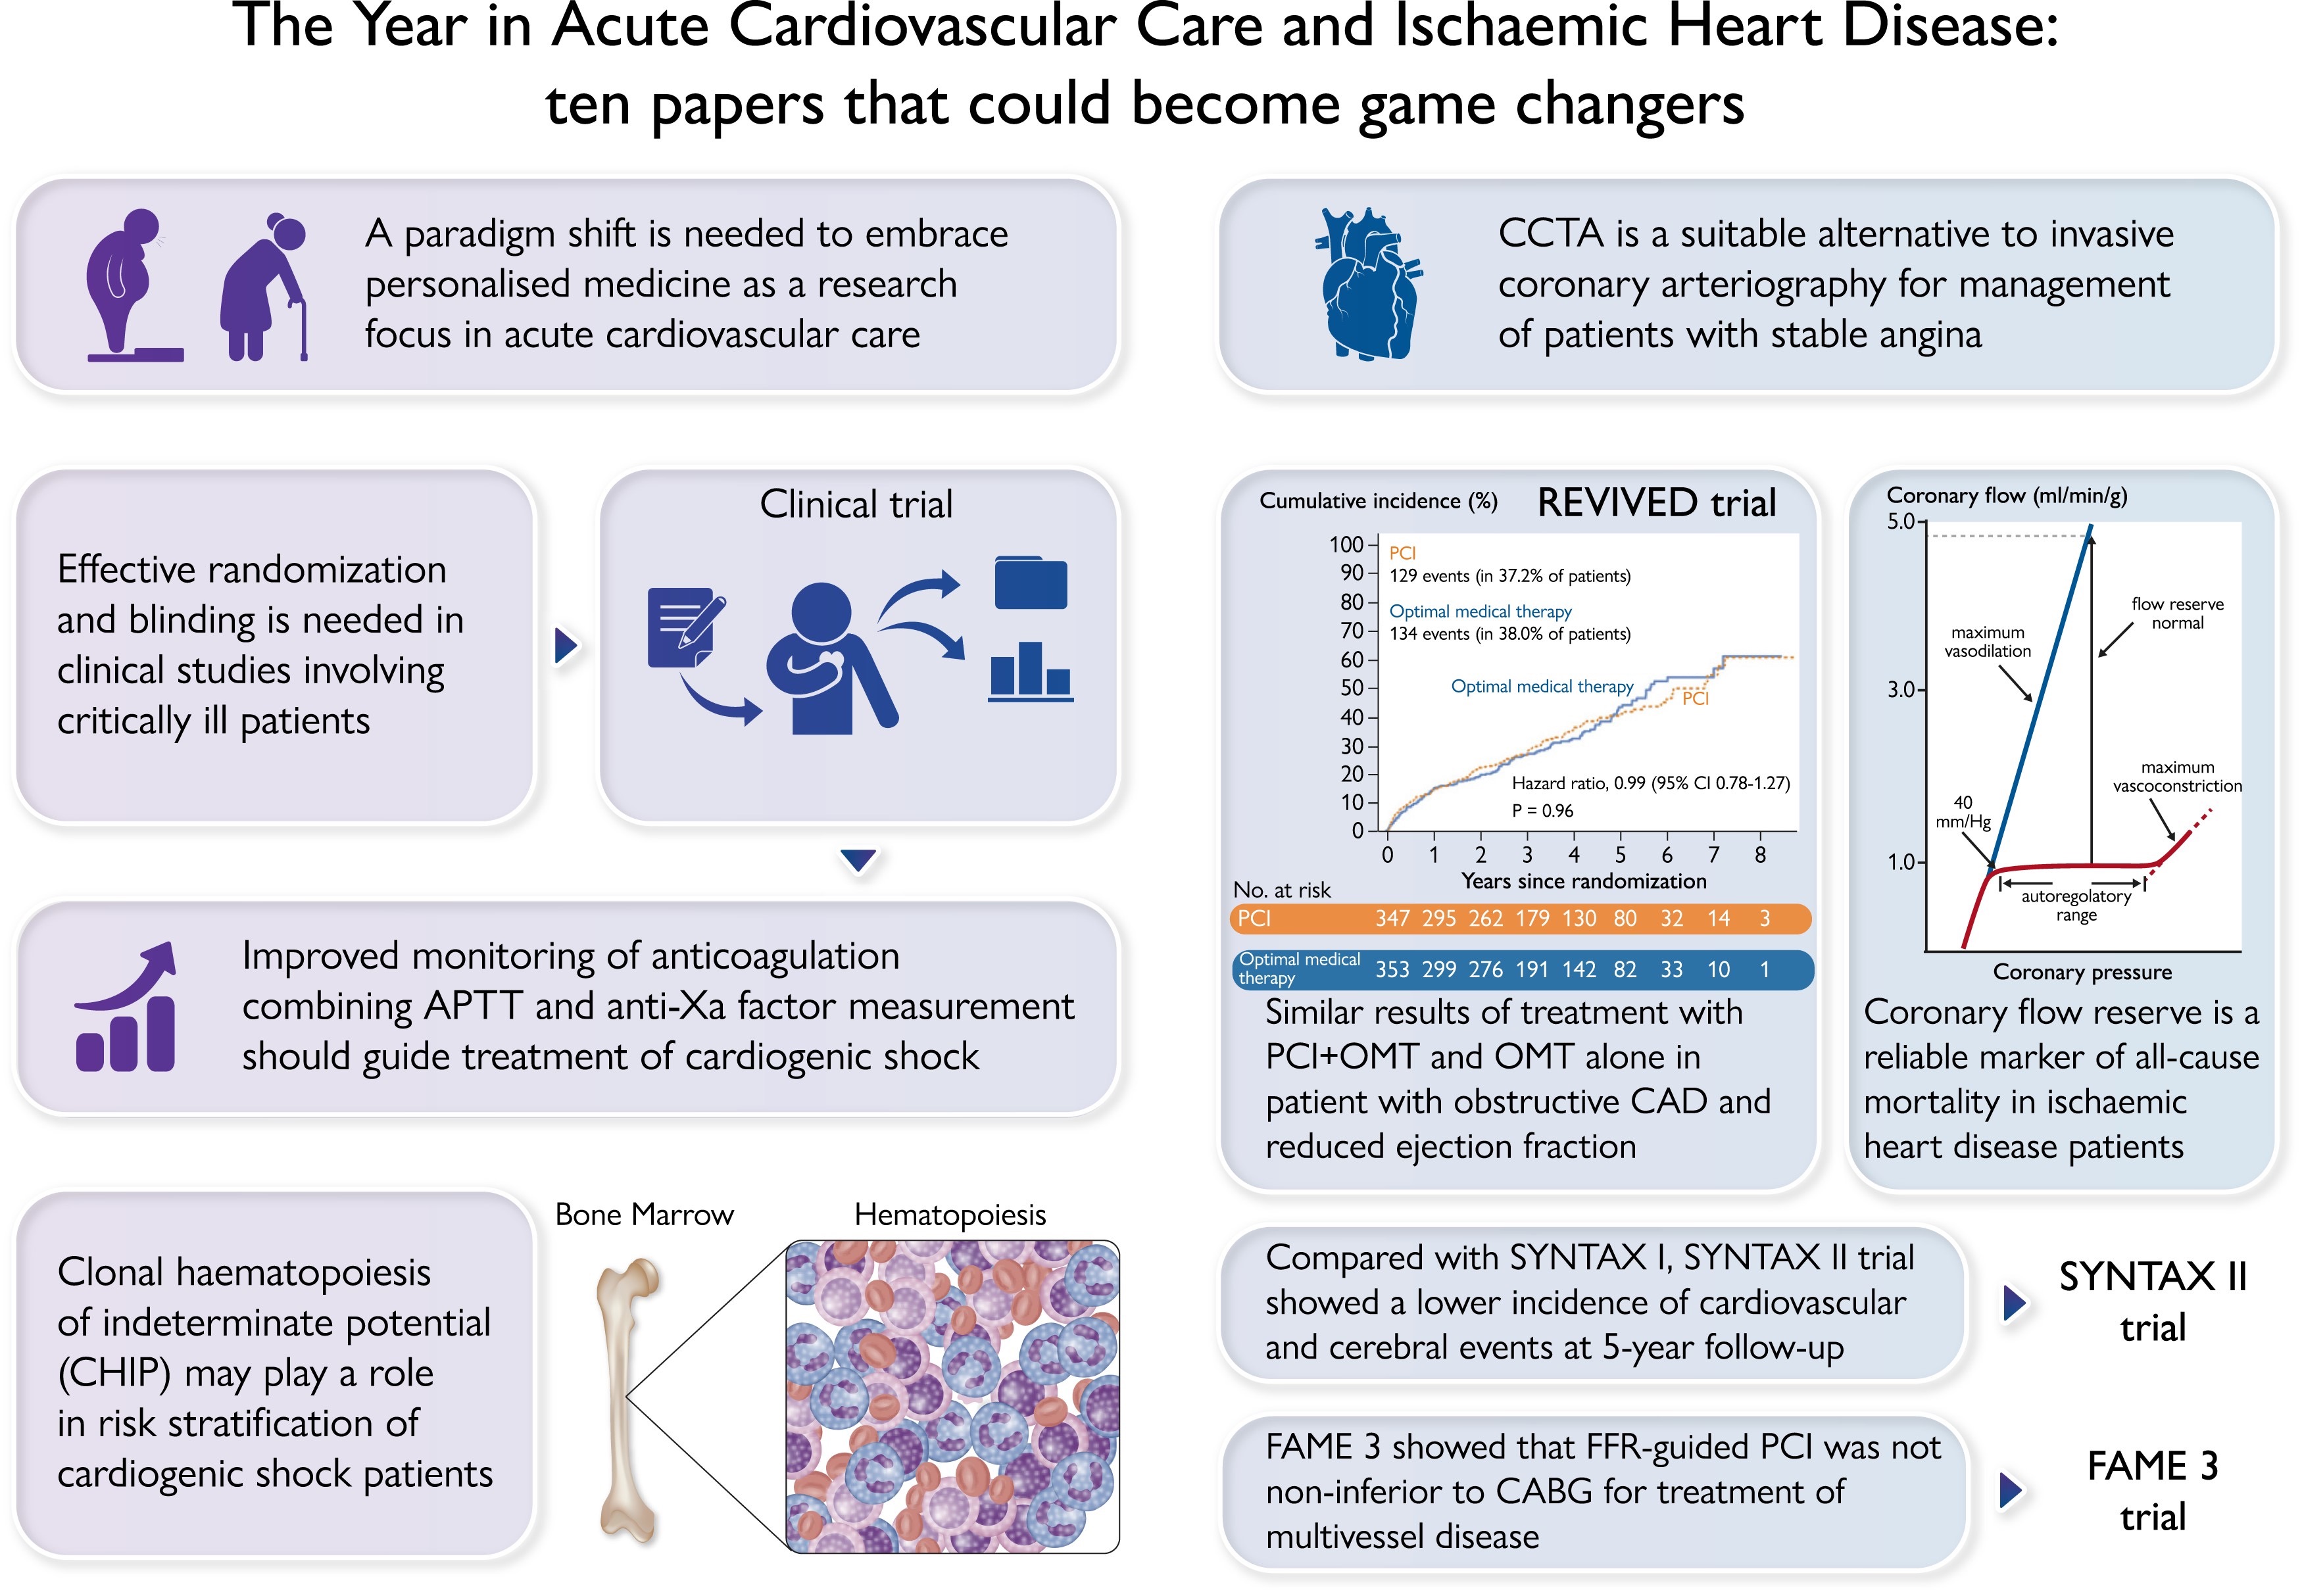 The Year in Acute Cardiovascular Care and Ischaemic Heart Disease:
ten papers that could become game changers
A paradigm shift is needed to embrace
personalised medicine as a research
focus in acute cardiovascular care
CCTA is a suitable alternative to invasive
coronary arteriography for management
of patients with stable angina
Effective randomization
and blinding is needed in
clinical studies involving
critically ill patients
Clinical trial
Improved monitoring of anticoagulation
combining APTT and anti-Xa factor measurement
should guide treatment of cardiogenic shock
Clonal haematopoiesis
of indeterminate potential
(CHIP) may play a role
in risk stratification of
cardiogenic shock patients
Bone Marrow
Hematopoiesis
Cumulative incidence (%)
REVIVED trial
100
90
80
70
60
50
40
30
20
10
0
PCI
129 events (in 37.2% of patients)
Optimal medical therapy
134 events (in 38.0% of patients)
Optimal medical therapy
PCI
Hazard ratio, 0.99 (95% CI 0.78-1.27)
P = 0.96
0 1 2 3 4 5 6 7 8
Years since randomization
No. at risk
PCI 347 295 262 179 130 80 32 14 3
Optimal medical
therapy
353 299 276 191 142 82 33 10 1
Similar results of treatment with
PCI+OMT and OMT alone in
patient with obstructive CAD and
reduced ejection fraction
Coronary flow (ml/min/g)
5.0
3.0
1.0
flow reserve
normal
maximum
vasodilation
maximum
vascoconstriction
40
mm/Hg
autoregolatory
range
Coronary pressure
Coronary flow reserve is a
reliable marker of all-cause
mortality in ischaemic
heart disease patients
Compared with SYNTAX I, SYNTAX II trial
showed a lower incidence of cardiovascular
and cerebral events at 5-year follow-up
SYNTAX II
trial
FAME 3 showed that FFR-guided PCI was not
non-inferior to CABG for treatment of
multivessel disease
FAME 3
trial